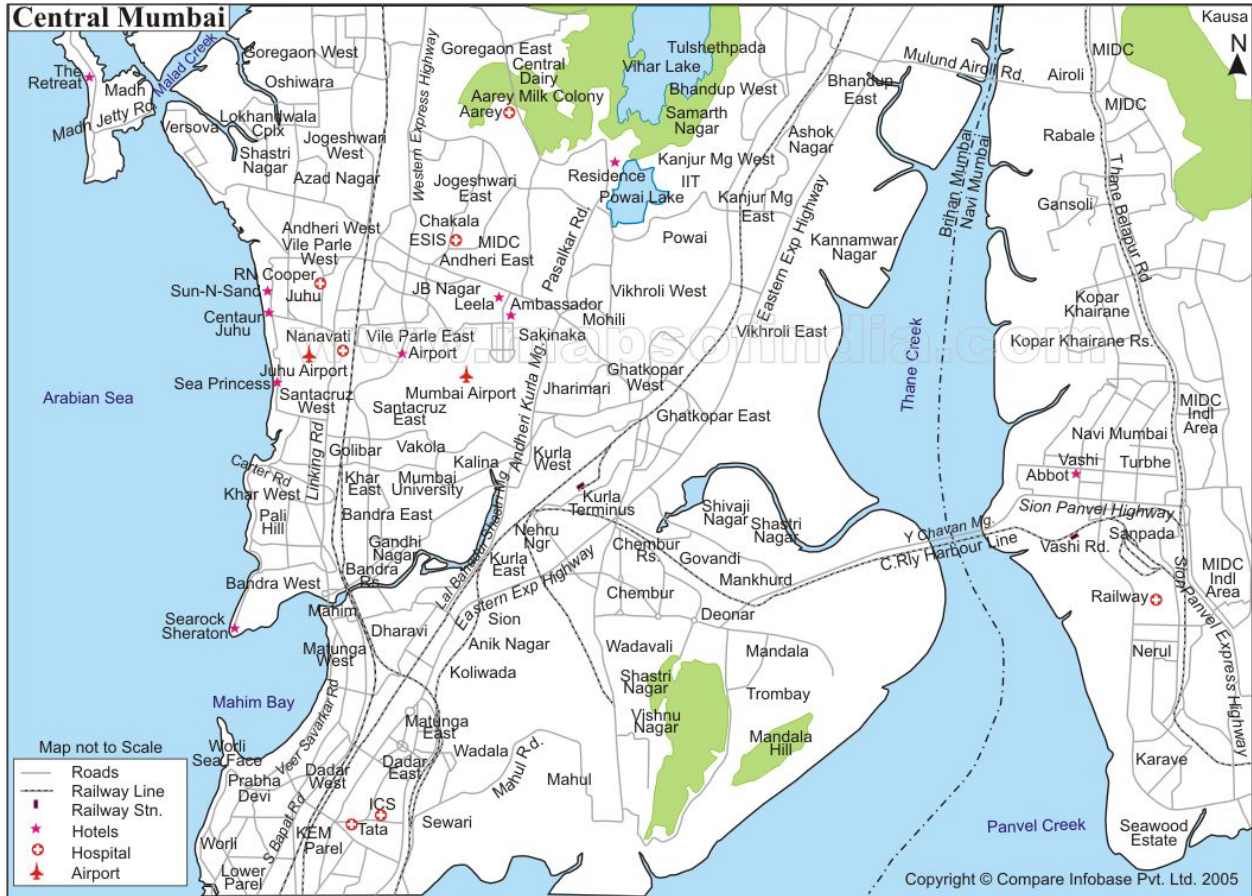 Central Mumbai
Kausa
N
Goregaon West
Goregaon East
Tulshethpada
MIDC
Malad Creek
Central
Dairy
Vihar Lake
Mulund Airoli Rd.
Airoli
The
Retreat
Madh
Oshiwara
Western Express Highway
Aarey Milk Colony
Aarey
Bhandup West
Bhandup
East
MIDC
Madh Jetty Rd
Versova
Lokhandwala
Cplx
Samarth
Nagar
Ashok
Nagar
Rabale
Jogeshwari
West
Shastri
Nagar
Azad Nagar
Kanjur Mg West
Residence
IIT
Powai Lake
Jogeshwari
East
Kanjur Mg
East
Brihan Mumbai
Navi Mumbai
Thane Belapur Rd
Gansoli
Andheri West
Vile Parle
West
Chakala
ESIS
MIDC
Andheri East
Pasalkar Rd.
Powai
Eastern Exp Highway
Kannamwar
Nagar
RN Cooper
Sun-N-Sand
Juhu
JB Nagar
Leela
Ambassador
Vikhroli West
Mohili
Kopar
Khairane
Centaur
Juhu
Nanavati
Vile Parle East
Airport
Sakinaka
Vikhroli East
www.mapsofindia.com
Kopar Khairane Rs.
Juhu Airport
Sea Princess
Mumbai Airport
Jharimari
Ghatkopar
West
Thane Creek
Arabian Sea
Santacruz
West
Santacruz
East
Andheri Kurla Mg.
Ghatkopar East
MIDC
Indl
Area
Linking Rd
Golibar
Vakola
Kalina
Kurla
West
Navi Mumbai
Vashi
Turbhe
Abbot
Carter Rd
Khar West
Khar
East
Mumbai
University
Kurla
Terminus
Pali
Hill
Bandra East
Lal Bahadur Shastri Mg
Nehru
Ngr
Shivaji
Nagar
Shastri
Nagar
Sion Panvel Highway
Y Chavan Mg.
C.Rly Harbour Line
Vashi Rd.
Sanpada
Gandhi
Nagar
Kurla
East
Chembur
Rs.
Govandi
Bandra West
Bandra
Rs.
Eastern Exp Highway
Mankhurd
MIDC
Indl
Area
Chembur
Railway
Sion Panvel Express Highway
Searock
Sheraton
Mahim
Dharavi
Sion
Deonar
Matunga
West
Anik Nagar
Wadavali
Mandala
Nerul
Koliwada
Shastri
Nagar
Trombay
Mahim Bay
Veer Savarkar Rd
Vishnu
Nagar
Matunga
East
Mandala
Hill
Worli
Sea Face
Wadala
Mahul Rd.
Karave
Prabha
Devi
Dadar
West
Dadar
East
Mahul
S Bapat Rd
ICS
Tata
KEM
Parel
Sewari
Worli
Lower
Parel
Panvel Creek
Seawood
Estate
Map not to Scale
Roads
Railway Line
Railway Stn.
Hotels
Hospital
Airport
Copyright © Compare Infobase Pvt. Ltd. 2005